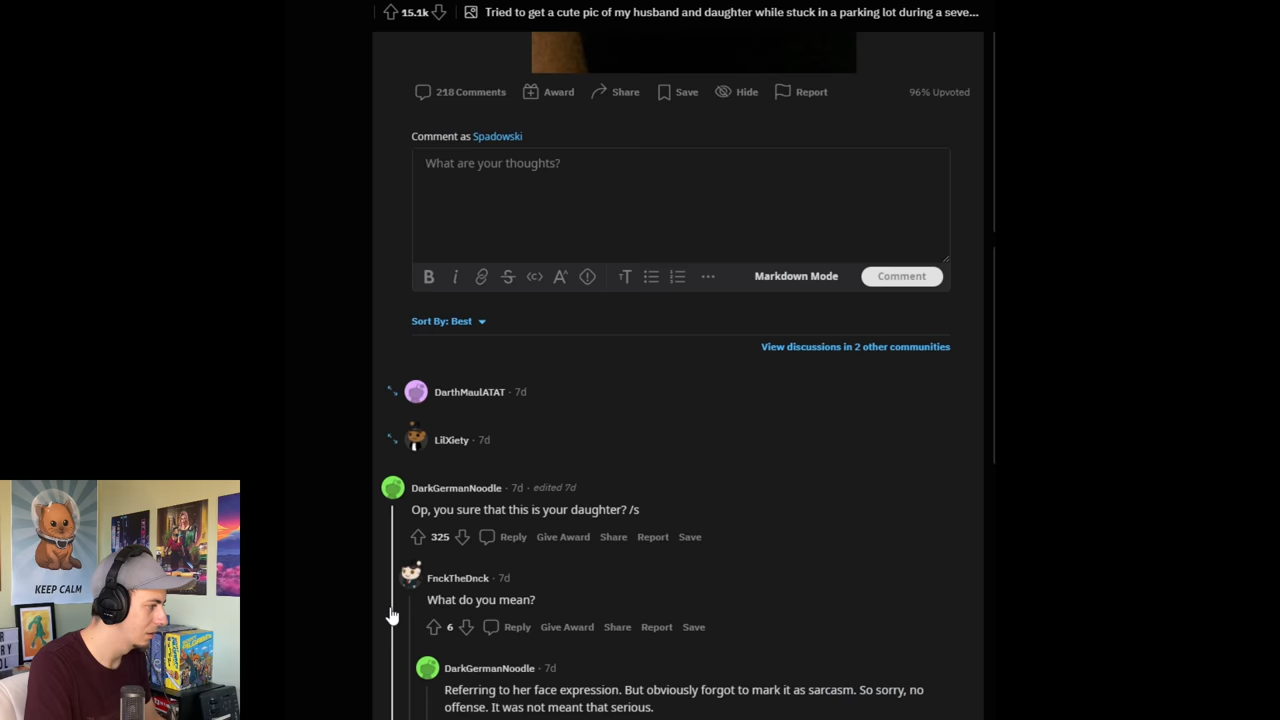 15.1k Tried to get a cute pic of my husband and daughter while stuck in a parking lot during a seve...
218 Comments Award Share Save Hide Report 96% Upvoted
Comment as Spadowski
What are your thoughts?
Markdown Mode Comment
Sort By: Best
View discussions in 2 other communities
DarthMaulATAT · 7d
LilXiety · 7d
DarkGermanNoodle · 7d · edited 7d
Op, you sure that this is your daughter? /s
325 Reply Give Award Share Report Save
FnckTheDnck · 7d
What do you mean?
6 Reply Give Award Share Report Save
DarkGermanNoodle · 7d
Referring to her face expression. But obviously forgot to mark it as sarcasm. So sorry, no
offense. It was not meant that serious.
KEEP CALM